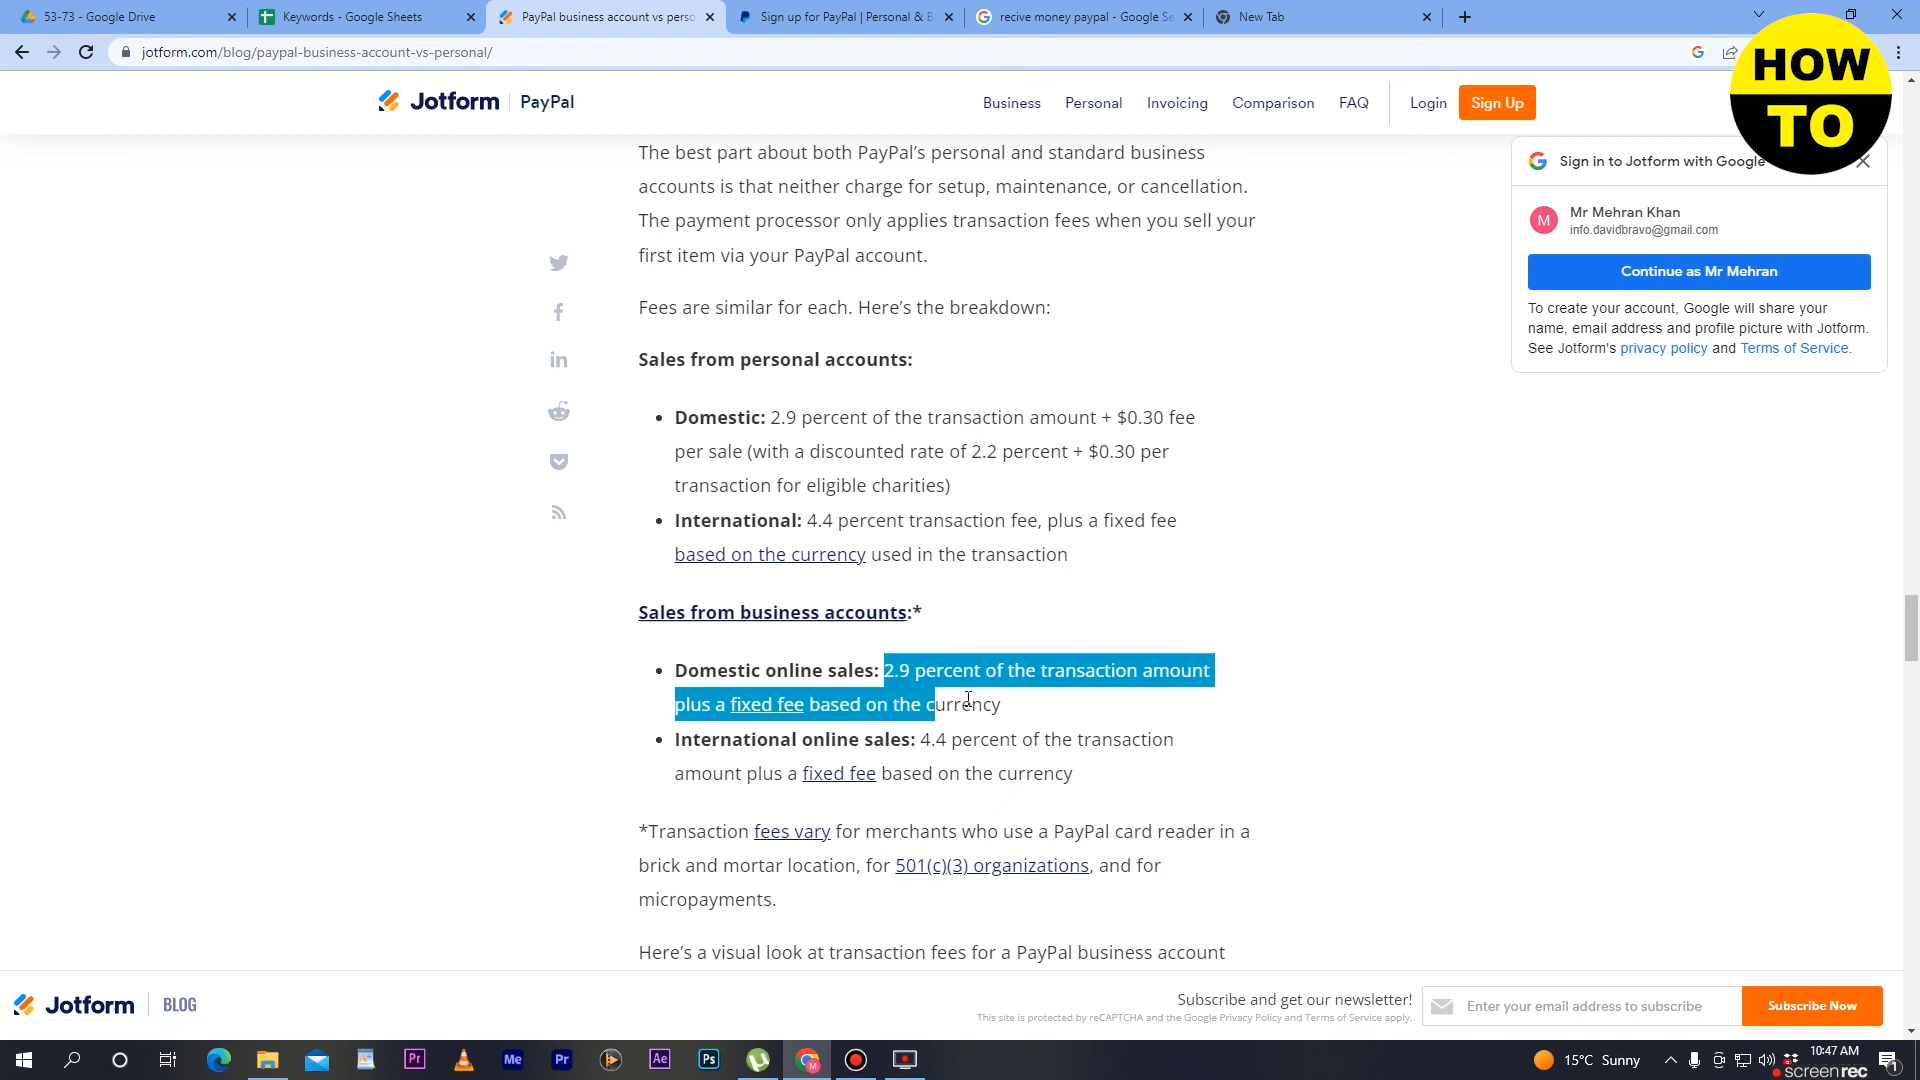 53-73 - Google Drive
Keywords - Google Sheets
PayPal business account vs perso
Sign up for PayPal | Personal & B
recive money paypal - Google Se
New Tab
jotform.com/blog/paypal-business-account-vs-personal/
HOW
TO
Jotform
PayPal
Business
Personal
Invoicing
Comparison
FAQ
Login
Sign Up
The best part about both PayPal’s personal and standard business
accounts is that neither charge for setup, maintenance, or cancellation.
The payment processor only applies transaction fees when you sell your
first item via your PayPal account.
Fees are similar for each. Here’s the breakdown:
Sales from personal accounts:
Domestic: 2.9 percent of the transaction amount + $0.30 fee
per sale (with a discounted rate of 2.2 percent + $0.30 per
transaction for eligible charities)
International: 4.4 percent transaction fee, plus a fixed fee
based on the currency used in the transaction
Sales from business accounts:*
Domestic online sales: 2.9 percent of the transaction amount
plus a fixed fee based on the currency
International online sales: 4.4 percent of the transaction
amount plus a fixed fee based on the currency
*Transaction fees vary for merchants who use a PayPal card reader in a
brick and mortar location, for 501(c)(3) organizations, and for
micropayments.
Here’s a visual look at transaction fees for a PayPal business account
Sign in to Jotform with Google
M
Mr Mehran Khan
info.davidbravo@gmail.com
Continue as Mr Mehran
To create your account, Google will share your
name, email address and profile picture with Jotform.
See Jotform's privacy policy and Terms of Service.
Jotform
BLOG
Subscribe and get our newsletter!
This site is protected by reCAPTCHA and the Google Privacy Policy and Terms of Service apply.
Enter your email address to subscribe
Subscribe Now
Pr
Me
Pr
Ae
Ps
M
15°C Sunny
10:47 AM
screenrec
1